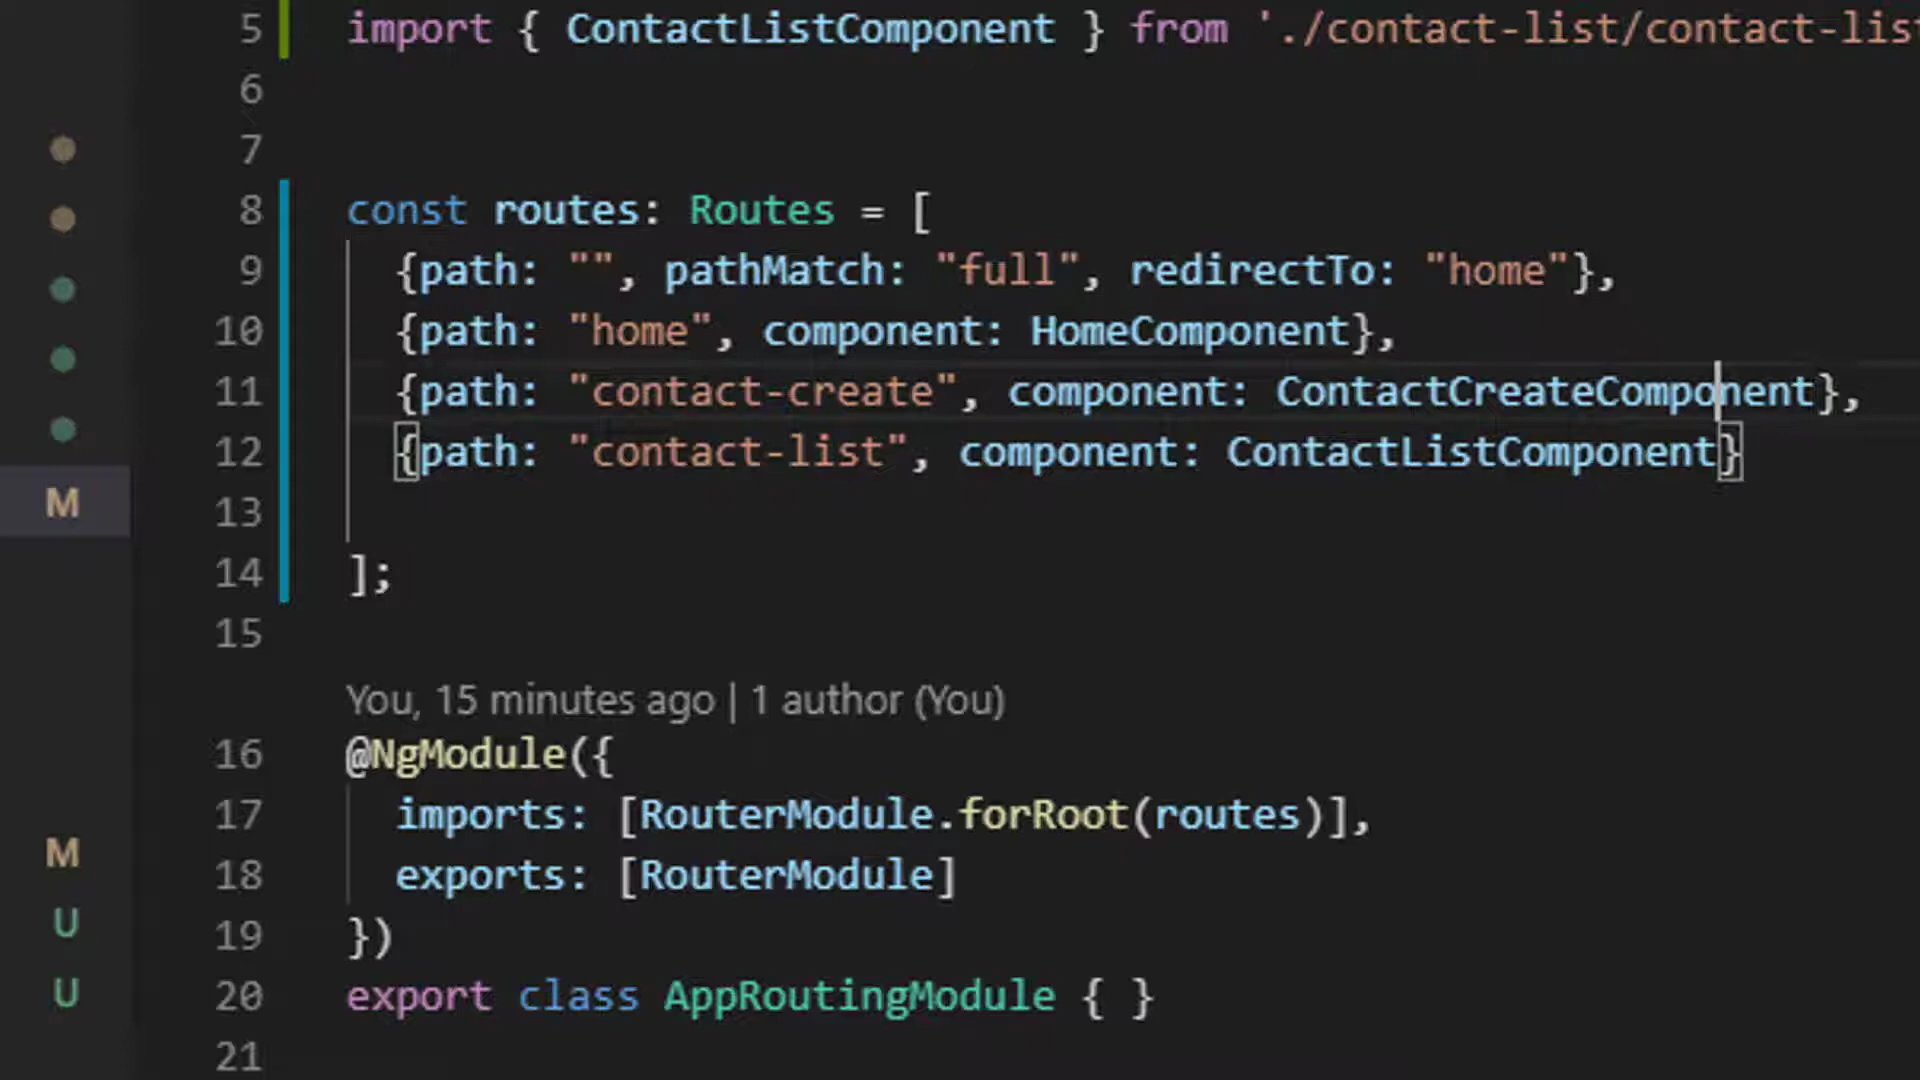 5 import { ContactListComponent } from './contact-list/contact-lis
6
7
8 const routes: Routes = [
9 {path: "", pathMatch: "full", redirectTo: "home"},
10 {path: "home", component: HomeComponent},
11 {path: "contact-create", component: ContactCreateComponent},
12 {path: "contact-list", component: ContactListComponent}
M
13
14 ];
15
You, 15 minutes ago | 1 author (You)
16 @NgModule({
17 imports: [RouterModule.forRoot(routes)],
M
18 exports: [RouterModule]
U
19 })
U
20 export class AppRoutingModule { }
21